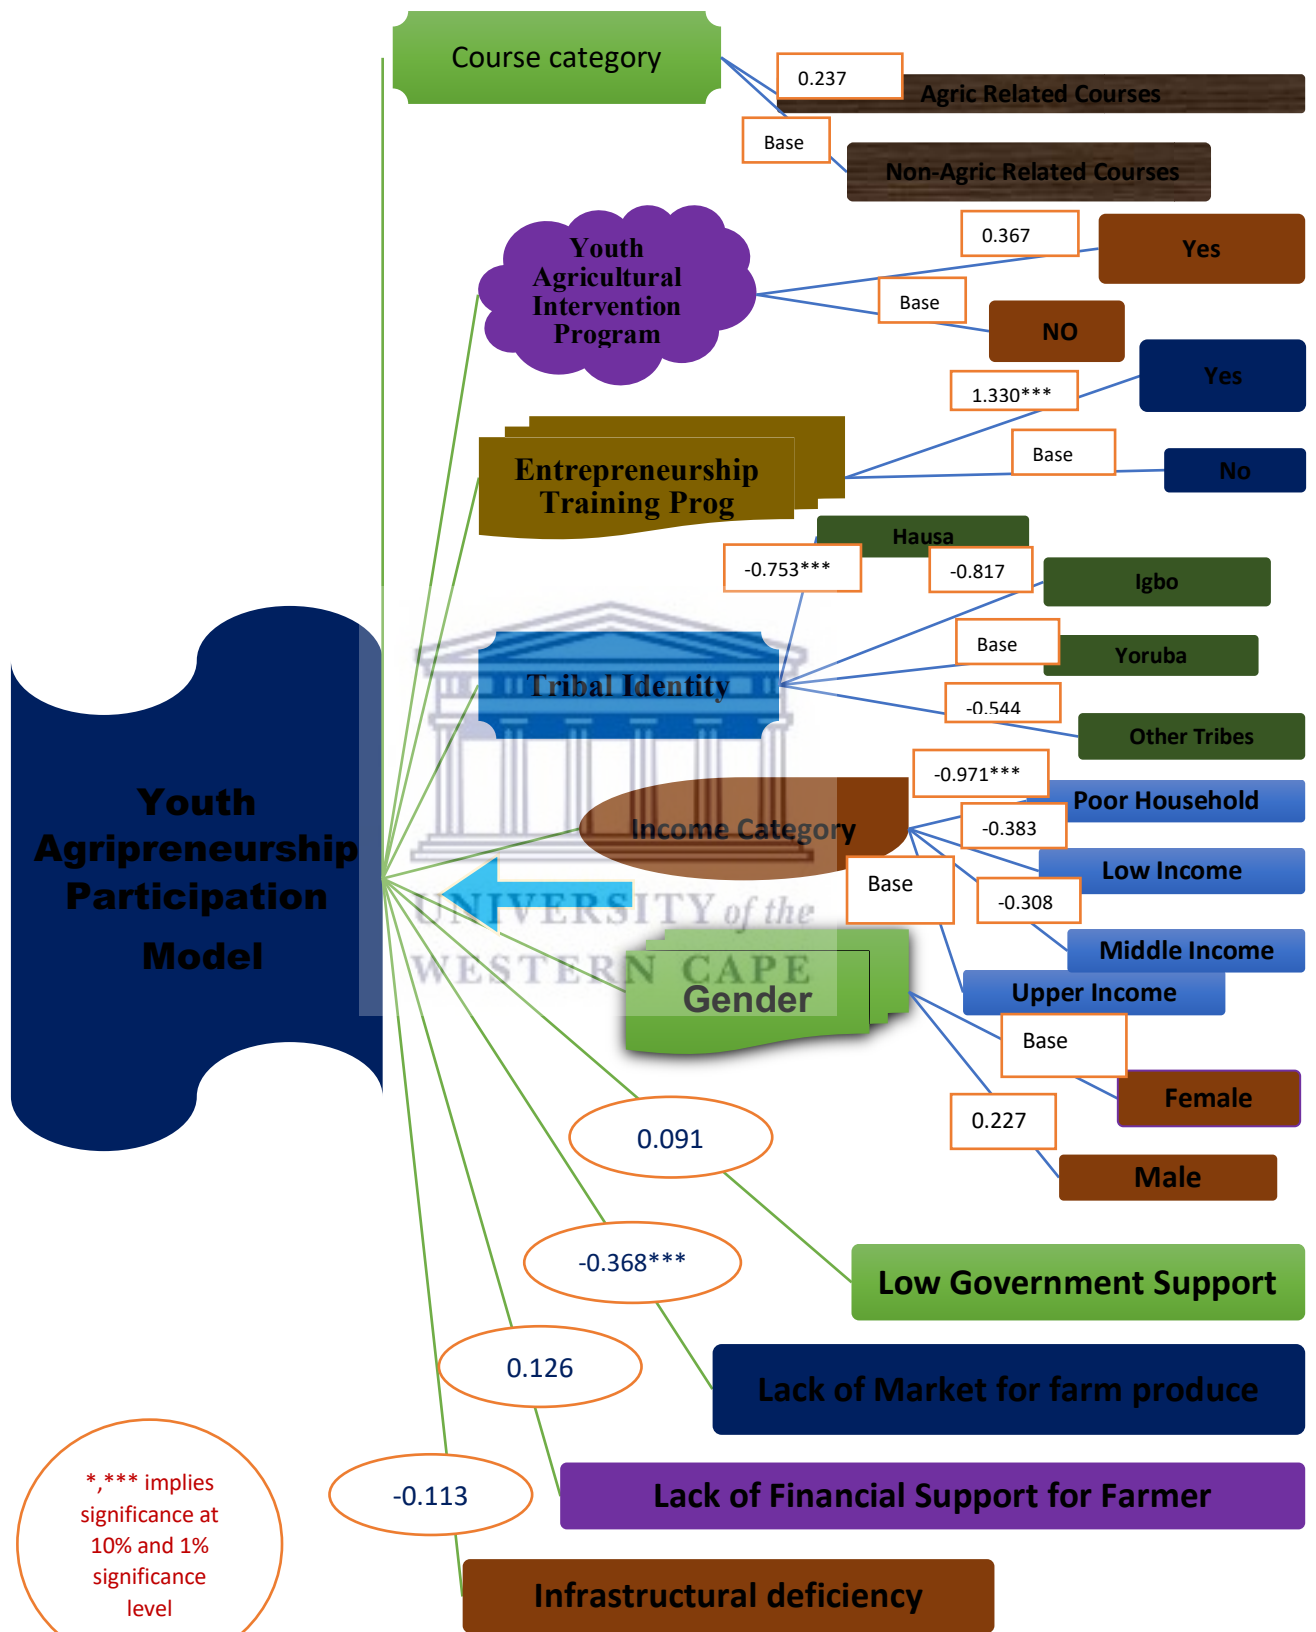 Course category
0.237
Agric Related Courses
Base
Non-Agric Related Courses
Youth
Agricultural
Intervention
Program
0.367
Yes
Base
NO
1.330***
Yes
Base
No
Entrepreneurship
Training Prog
Hausa
-0.753***
-0.817
Igbo
Base
Yoruba
-0.544
Other Tribes
Tribal Identity
-0.971***
Poor Household
-0.383
Low Income
Income Category
Base
-0.308
Middle Income
Upper Income
Youth
Agripreneurship
Participation
Model
UNIVERSITY of the
WESTERN CAPE
Gender
Base
Female
0.227
Male
0.091
Low Government Support
-0.368***
Lack of Market for farm produce
0.126
Lack of Financial Support for Farmer
-0.113
Infrastructural deficiency
*,*** implies
significance at
10% and 1%
significance
level